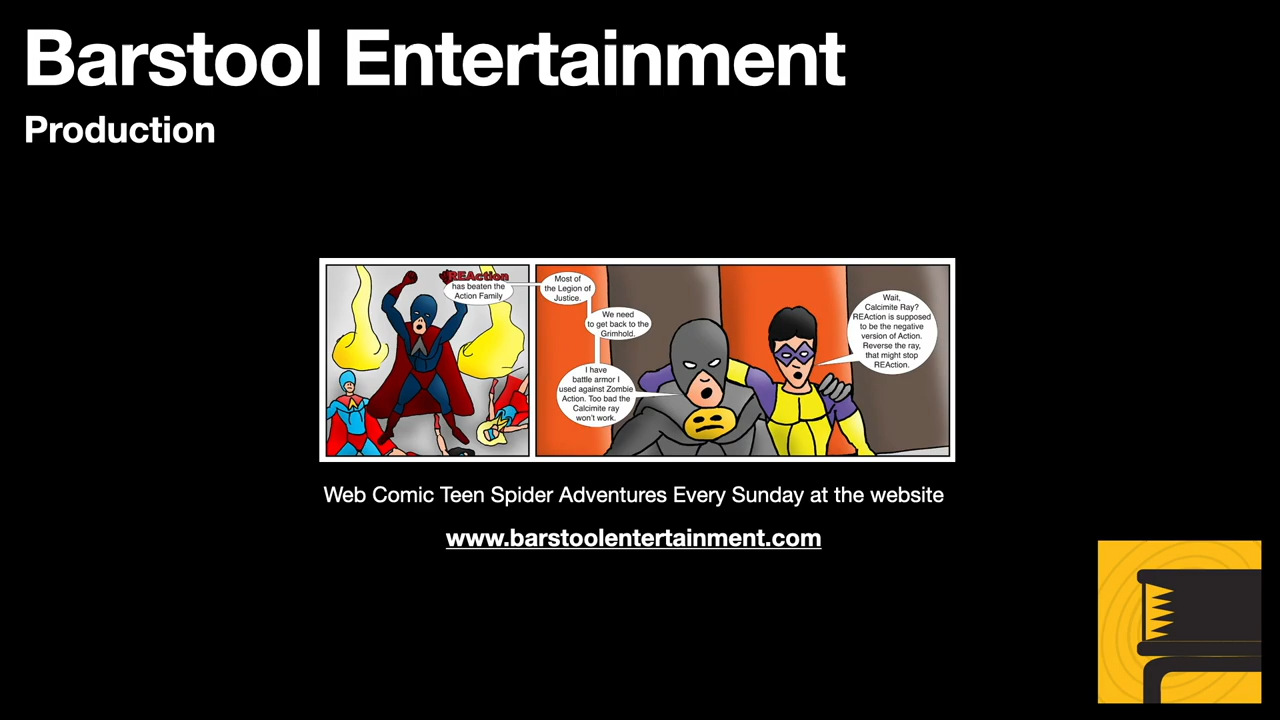 Barstool Entertainment
Production
REAction
has beaten the
Action Family
Most of
the Legion of
Justice.
We need
to get back to the
Grimhold.
I have
battle armor I
used against Zombie
Action. Too bad the
Calcimite ray
won't work.
Wait,
Calcimite Ray?
REAction is supposed
to be the negative
version of Action.
Reverse the ray,
that might stop
REAction.
Web Comic Teen Spider Adventures Every Sunday at the website
www.barstoolentertainment.com